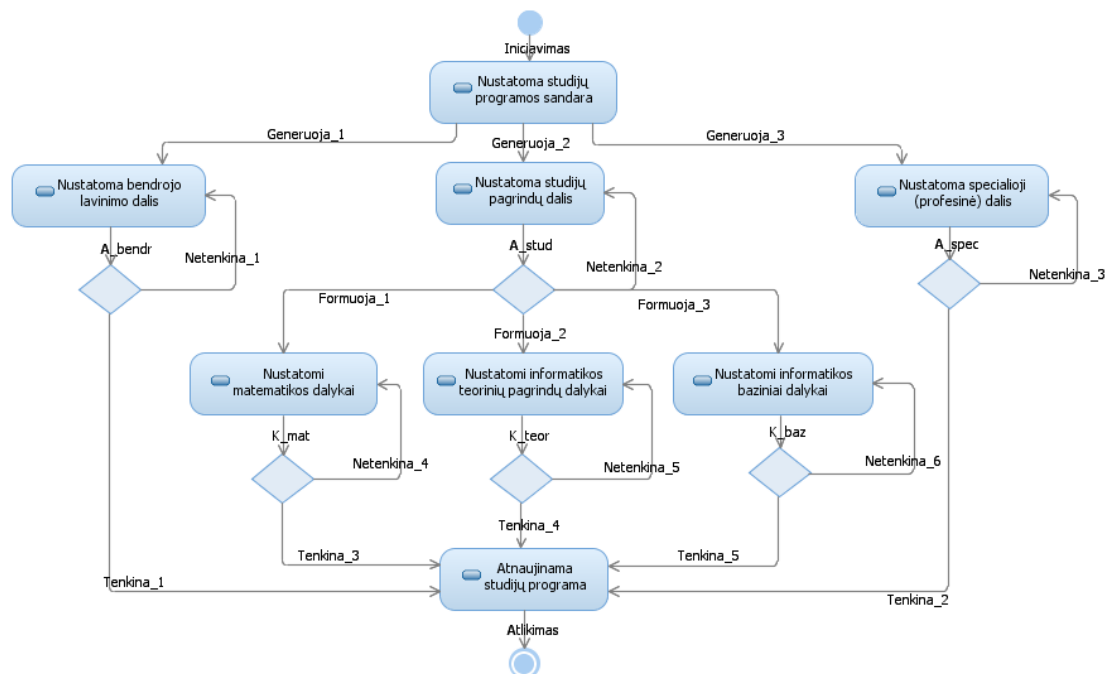 Iniciavimas
Nustatoma studijų
programos sandara
Generuoja_1
Generuoja_2
Generuoja_3
Nustatoma bendrojo
lavinimo dalis
Nustatoma studijų
pagrindų dalis
Nustatoma specialioji
(profesinė) dalis
A_bendr
Netenkina_1
A_stud
Netenkina_2
A_spec
Netenkina_3
Formuoja_1
Formuoja_2
Formuoja_3
Nustatomi
matematikos dalykai
Nustatomi informatikos
teorinių pagrindų dalykai
Nustatomi informatikos
baziniai dalykai
K_mat
Netenkina_4
K_teor
Netenkina_5
K_baz
Netenkina_6
Tenkina_3
Tenkina_4
Tenkina_5
Tenkina_1
Atnaujinama
studijų programa
Tenkina_2
Atlikimas